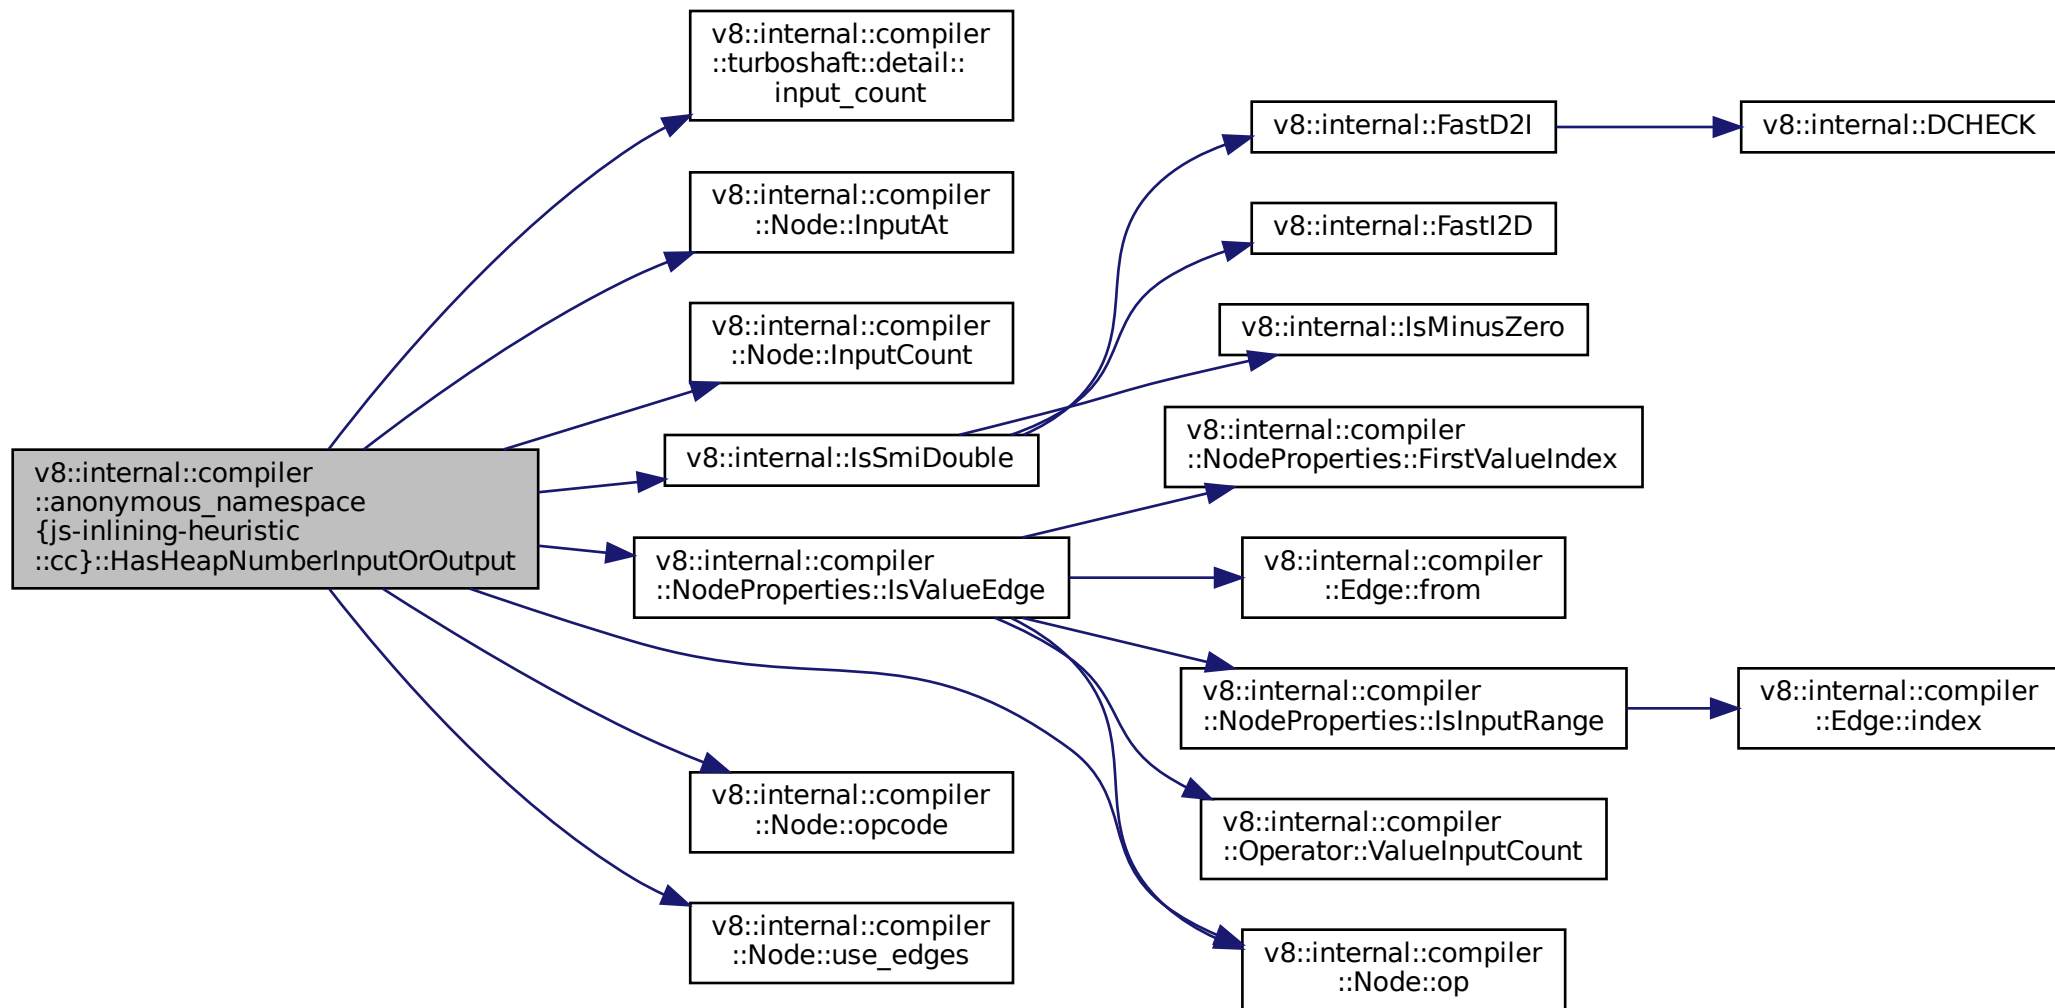 v8::internal::compiler
::anonymous_namespace
{js-inlining-heuristic
::cc}::HasHeapNumberInputOrOutput
v8::internal::compiler
::turboshaft::detail::
input_count
v8::internal::compiler
::Node::InputAt
v8::internal::compiler
::Node::InputCount
v8::internal::IsSmiDouble
v8::internal::compiler
::NodeProperties::IsValueEdge
v8::internal::compiler
::Node::opcode
v8::internal::compiler
::Node::use_edges
v8::internal::FastD2I
v8::internal::FastI2D
v8::internal::IsMinusZero
v8::internal::compiler
::NodeProperties::FirstValueIndex
v8::internal::compiler
::Edge::from
v8::internal::compiler
::NodeProperties::IsInputRange
v8::internal::compiler
::Operator::ValueInputCount
v8::internal::compiler
::Node::op
v8::internal::DCHECK
v8::internal::compiler
::Edge::index